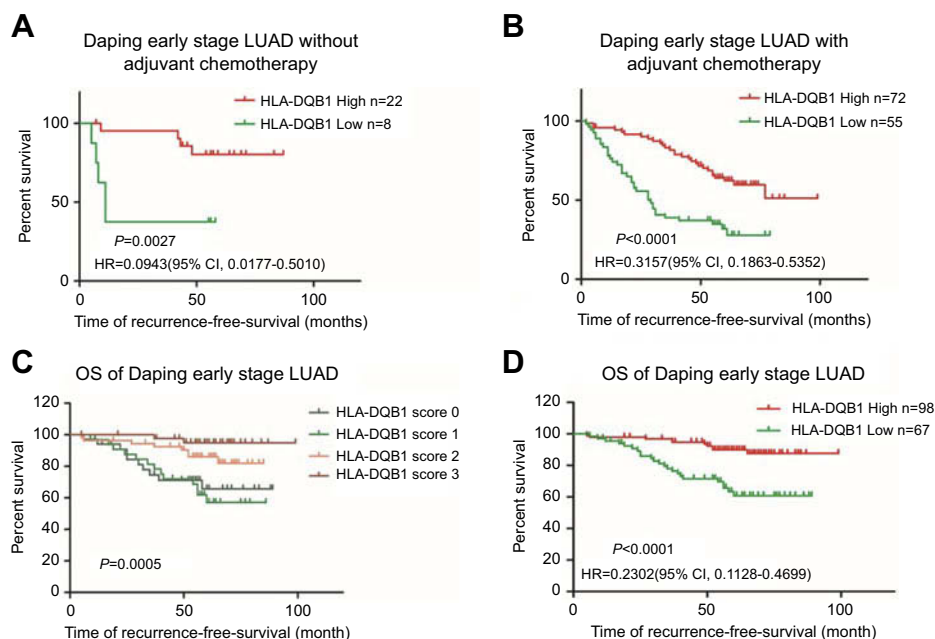 A
Daping early stage LUAD without
adjuvant chemotherapy
HLA-DQB1 High n=22
HLA-DQB1 Low n=8
100
50
0
Percent survival
P=0.0027
HR=0.0943(95% CI, 0.0177-0.5010)
0 50 100
Time of recurrence-free-survival (months)
B
Daping early stage LUAD with
adjuvant chemotherapy
HLA-DQB1 High n=72
HLA-DQB1 Low n=55
100
50
0
Percent survival
P<0.0001
HR=0.3157(95% CI, 0.1863-0.5352)
0 50 100
Time of recurrence-free-survival (months)
C
OS of Daping early stage LUAD
HLA-DQB1 score 0
HLA-DQB1 score 1
HLA-DQB1 score 2
HLA-DQB1 score 3
120
100
80
60
40
20
0
Percent survival
P=0.0005
0 50 100
Time of recurrence-free-survival (month)
D
OS of Daping early stage LUAD
HLA-DQB1 High n=98
HLA-DQB1 Low n=67
120
100
80
60
40
20
0
Percent survival
P<0.0001
HR=0.2302(95% CI, 0.1128-0.4699)
0 50 100
Time of recurrence-free-survival (month)